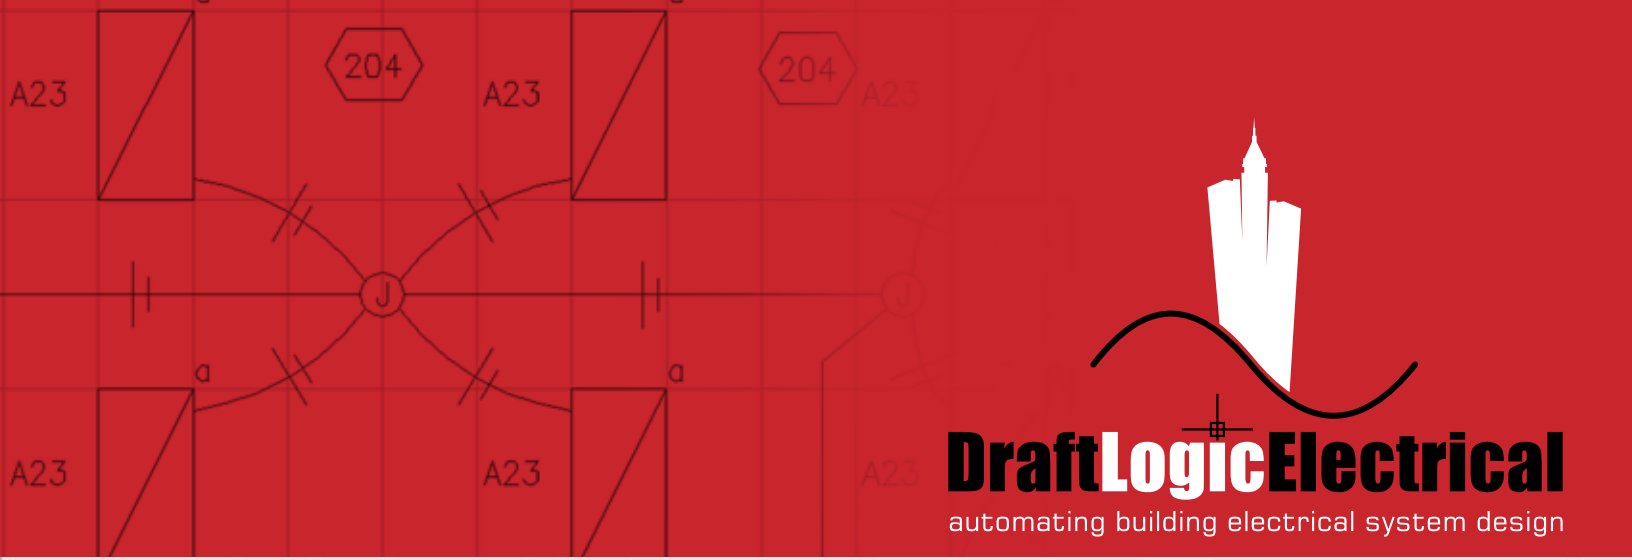 A23
204
A23
204
A23
J
J
a
a
A23
A23
A23
DraftLogicElectrical
automating building electrical system design